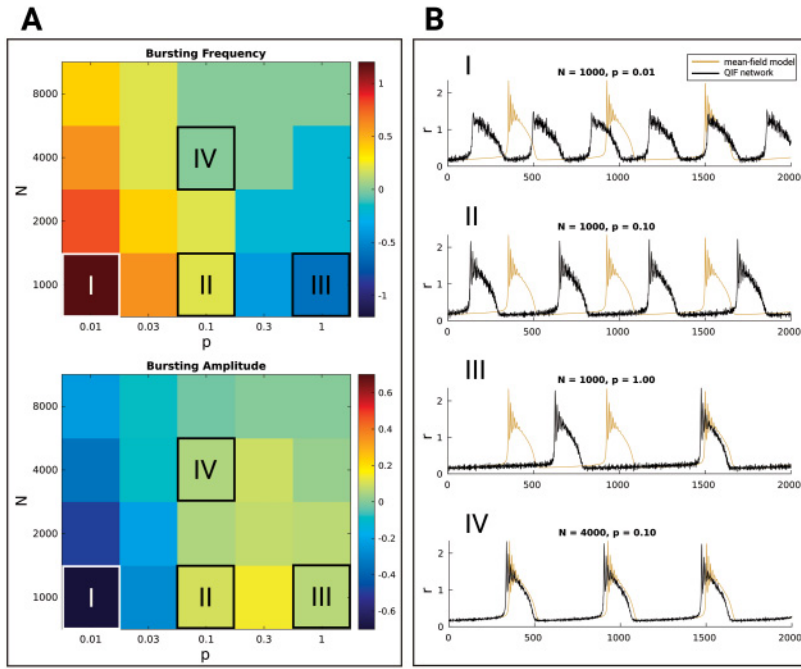 A
Bursting Frequency
8000
4000
2000
1000
N
IV
I
II
III
0.01
0.03
0.1
0.3
1
p
1
0.5
0
-0.5
-1
Bursting Amplitude
8000
4000
2000
1000
N
IV
I
II
III
0.01
0.03
0.1
0.3
1
p
0.6
0.4
0.2
0
-0.2
-0.4
-0.6
B
I
N = 1000, p = 0.01
mean-field model
QIF network
r
2
1
0
0
500
1000
1500
2000
II
N = 1000, p = 0.10
r
2
1
0
0
500
1000
1500
2000
III
N = 1000, p = 1.00
r
2
1
0
0
500
1000
1500
2000
IV
N = 4000, p = 0.10
r
2
1
0
0
500
1000
1500
2000